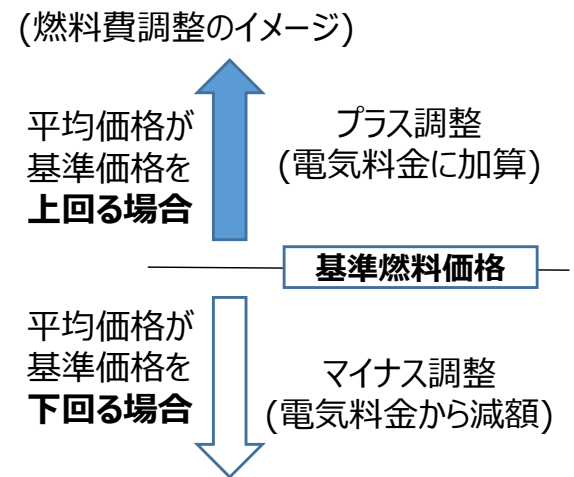 (燃料費調整のイメージ)
平均価格が
基準価格を
上回る場合
プラス調整
(電気料金に加算)
基準燃料価格
平均価格が
基準価格を
下回る場合
マイナス調整
(電気料金から減額)